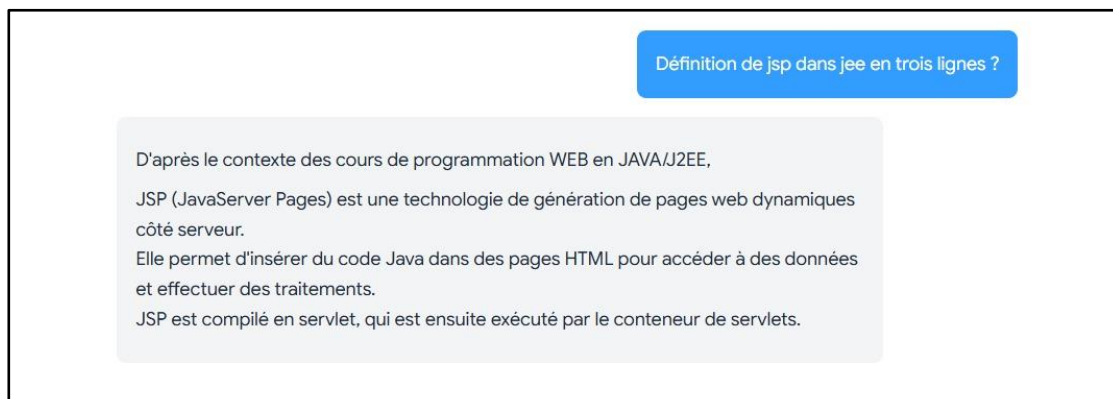 Définition de jsp dans jee en trois lignes ?
D'après le contexte des cours de programmation WEB en JAVA/J2EE,
JSP (JavaServer Pages) est une technologie de génération de pages web dynamiques
côté serveur.
Elle permet d'insérer du code Java dans des pages HTML pour accéder à des données
et effectuer des traitements.
JSP est compilé en servlet, qui est ensuite exécuté par le conteneur de servlets.